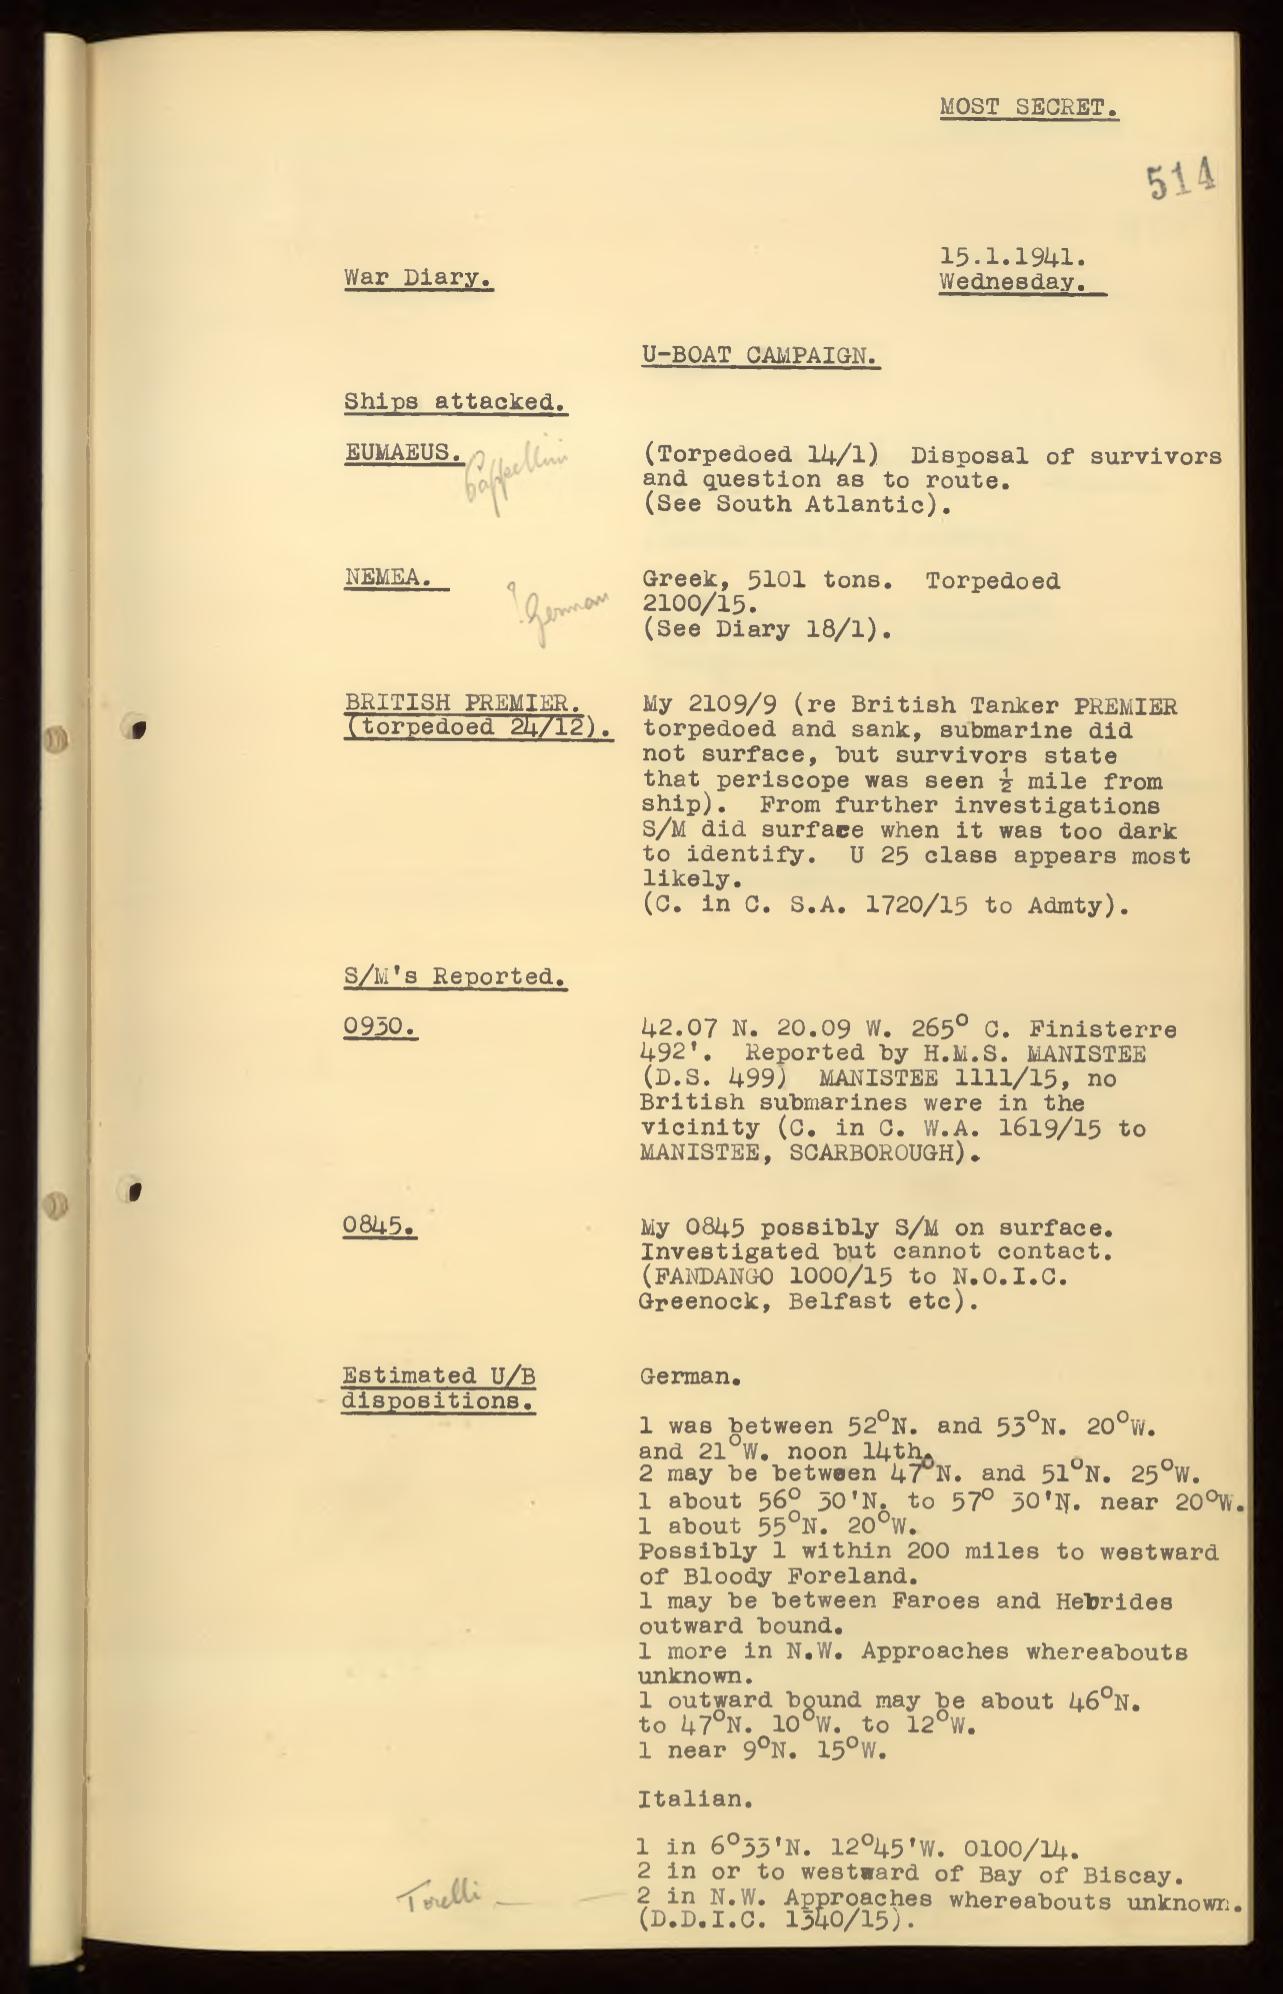 MOST SECRET.
514
15.1.1941.
War Diary.
Wednesday.
U-BOAT CAMPAIGN.
Ships attacked.
EUMAEUS. Cappellini (Torpedoed 14/1) Disposal of survivors
and question as to route.
(See South Atlantic).
NEMEA. ?German Greek, 5101 tons. Torpedoed
2100/15.
(See Diary 18/1).
BRITISH PREMIER. My 2109/9 (re British Tanker PREMIER
(torpedoed 24/12). torpedoed and sank, submarine did
not surface, but survivors state
that periscope was seen ½ mile from
ship). From further investigations
S/M did surface when it was too dark
to identify. U 25 class appears most
likely.
(C. in C. S.A. 1720/15 to Admty).
S/M's Reported.
0930. 42.07 N. 20.09 W. 265° C. Finisterre
492'. Reported by H.M.S. MANISTEE
(D.S. 499) MANISTEE 1111/15, no
British submarines were in the
vicinity (C. in C. W.A. 1619/15 to
MANISTEE, SCARBOROUGH).
0845. My 0845 possibly S/M on surface.
Investigated but cannot contact.
(FANDANGO 1000/15 to N.O.I.C.
Greenock, Belfast etc).
Estimated U/B German.
dispositions.
1 was between 52°N. and 53°N. 20°W.
and 21°W. noon 14th.
2 may be between 47°N. and 51°N. 25°W.
1 about 56° 30'N. to 57° 30'N. near 20°W.
1 about 55°N. 20°W.
Possibly 1 within 200 miles to westward
of Bloody Foreland.
1 may be between Faroes and Hebrides
outward bound.
1 more in N.W. Approaches whereabouts
unknown.
1 outward bound may be about 46°N.
to 47°N. 10°W. to 12°W.
1 near 9°N. 15°W.
Italian.
1 in 6°33'N. 12°45'W. 0100/14.
2 in or to westward of Bay of Biscay.
Torelli — 2 in N.W. Approaches whereabouts unknown.
(D.D.I.C. 1340/15).